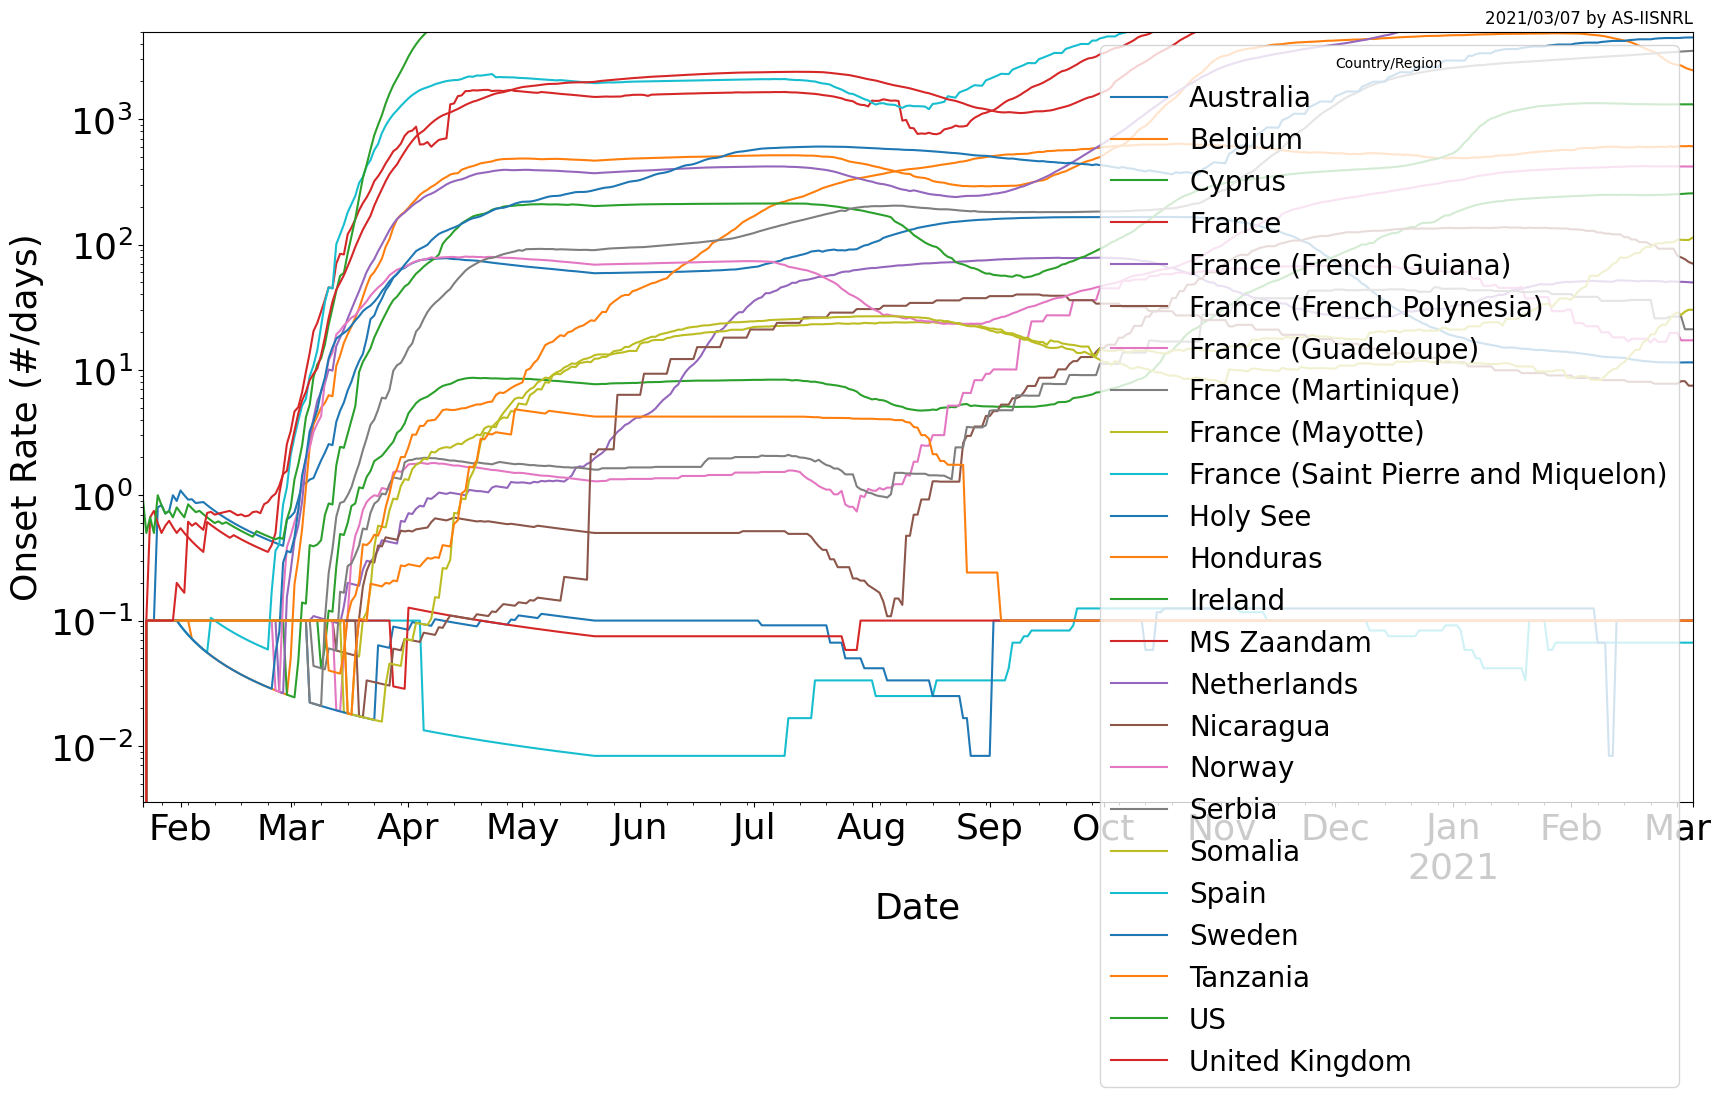 2021/03/07 by AS-IISNRL
Onset Rate (#/days)
10³
10²
10¹
10⁰
10⁻¹
10⁻²
Country/Region
Australia
Belgium
Cyprus
France
France (French Guiana)
France (French Polynesia)
France (Guadeloupe)
France (Martinique)
France (Mayotte)
France (Saint Pierre and Miquelon)
Holy See
Honduras
Ireland
MS Zaandam
Netherlands
Nicaragua
Norway
Serbia
Somalia
Spain
Sweden
Tanzania
US
United Kingdom
Feb Mar Apr May Jun Jul Aug Sep Oct Nov Dec Jan Feb Mar
2021
Date